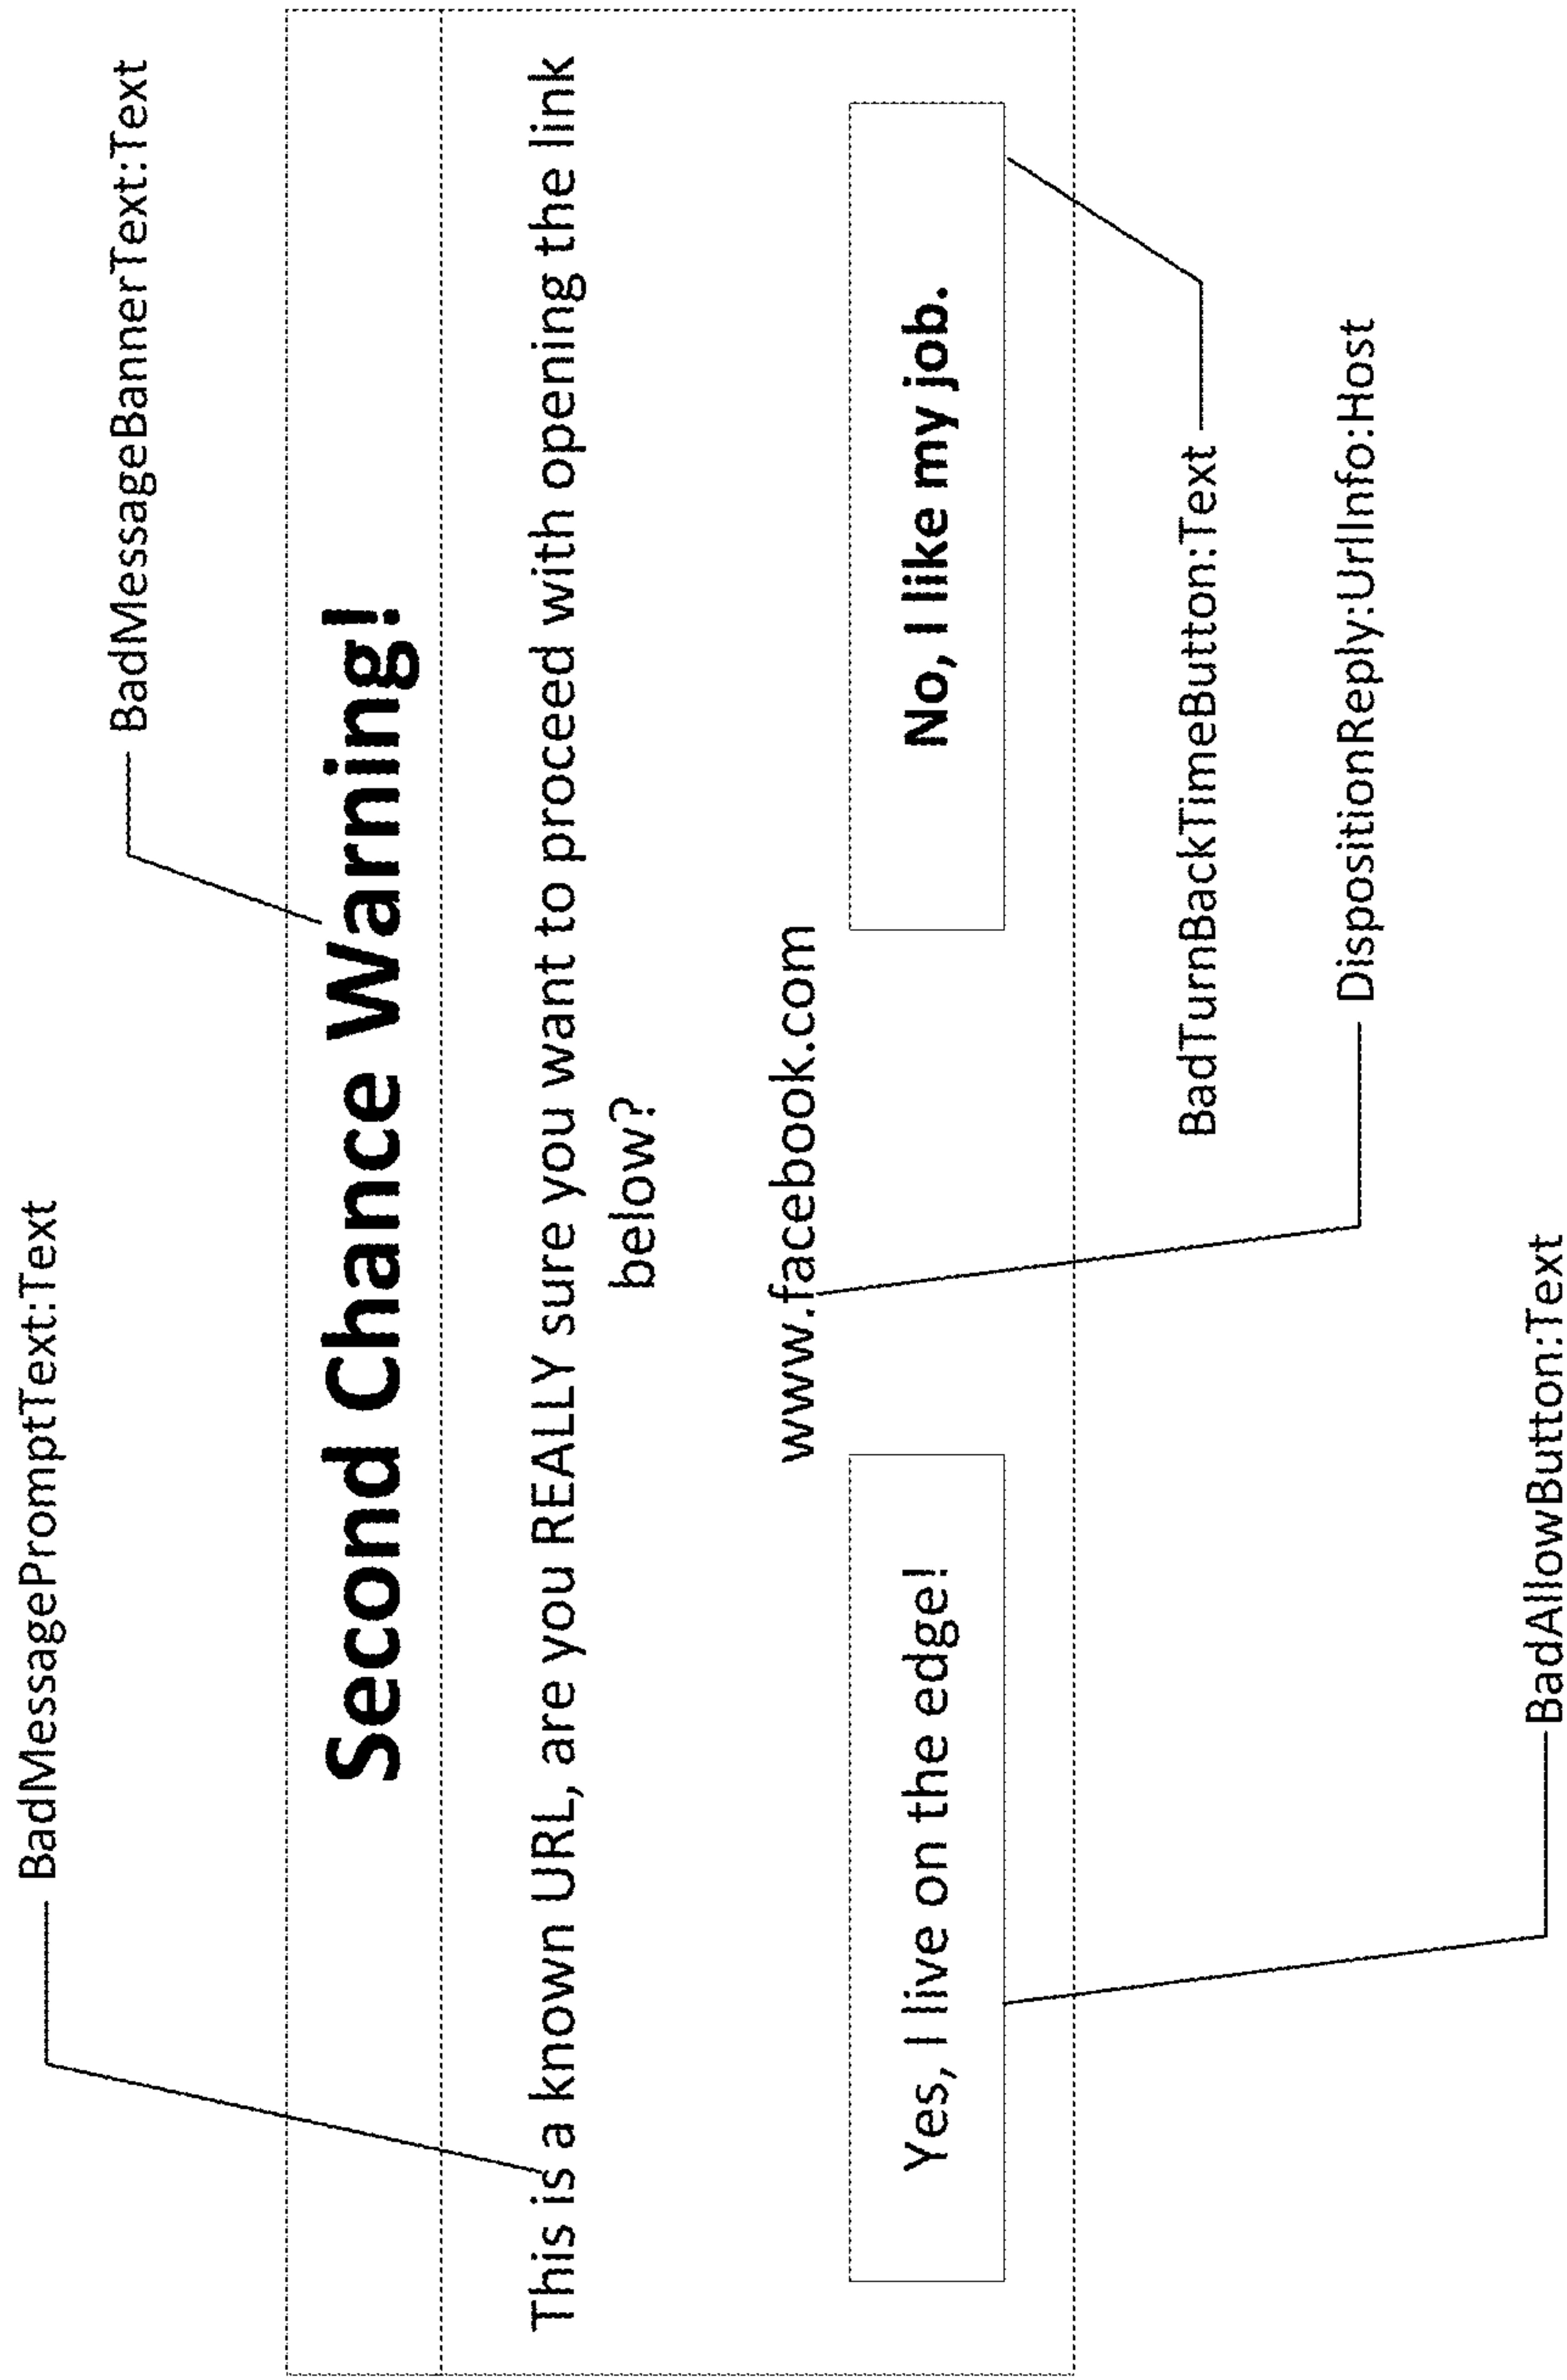 BadMessagePromptText:Text
BadMessageBannerText:Text
Second Chance Warning!
This is a known URL, are you REALLY sure you want to proceed with opening the link
below?
www.facebook.com
Yes, I live on the edge!
No, I like my job.
BadTurnBackTimeButton:Text
DispositionReply:UrlInfo:Host
BadAllowButton:Text